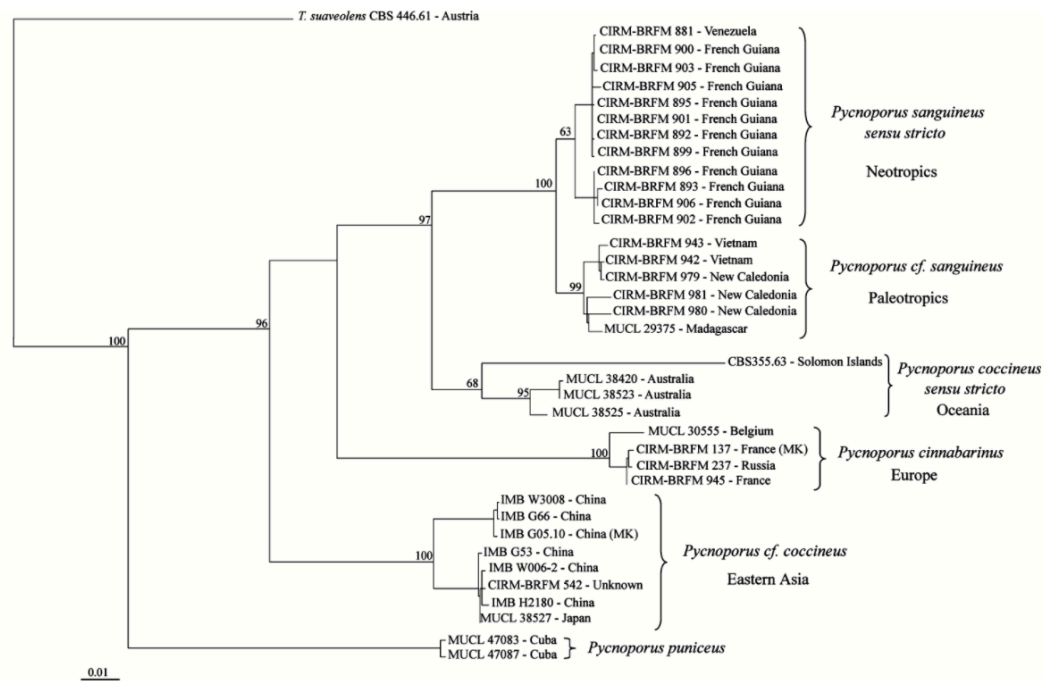 T. suaveolens CBS 446.61 - Austria
CIRM-BRFM 881 - Venezuela
CIRM-BRFM 900 - French Guiana
CIRM-BRFM 903 - French Guiana
CIRM-BRFM 905 - French Guiana
CIRM-BRFM 895 - French Guiana
CIRM-BRFM 901 - French Guiana
CIRM-BRFM 892 - French Guiana
CIRM-BRFM 899 - French Guiana
CIRM-BRFM 896 - French Guiana
CIRM-BRFM 893 - French Guiana
CIRM-BRFM 906 - French Guiana
CIRM-BRFM 902 - French Guiana
Pycnoporus sanguineus
sensu stricto
Neotropics
63
100
97
CIRM-BRFM 943 - Vietnam
CIRM-BRFM 942 - Vietnam
CIRM-BRFM 979 - New Caledonia
CIRM-BRFM 981 - New Caledonia
CIRM-BRFM 980 - New Caledonia
MUCL 29375 - Madagascar
Pycnoporus cf. sanguineus
Paleotropics
99
96
100
CBS355.63 - Solomon Islands
MUCL 38420 - Australia
MUCL 38523 - Australia
MUCL 38525 - Australia
Pycnoporus coccineus
sensu stricto
Oceania
68
95
MUCL 30555 - Belgium
CIRM-BRFM 137 - France (MK)
CIRM-BRFM 237 - Russia
CIRM-BRFM 945 - France
Pycnoporus cinnabarinus
Europe
100
IMB W3008 - China
IMB G66 - China
IMB G05.10 - China (MK)
IMB G53 - China
IMB W006-2 - China
CIRM-BRFM 542 - Unknown
IMB H2180 - China
MUCL 38527 - Japan
Pycnoporus cf. coccineus
Eastern Asia
100
MUCL 47083 - Cuba
MUCL 47087 - Cuba
Pycnoporus puniceus
0.01